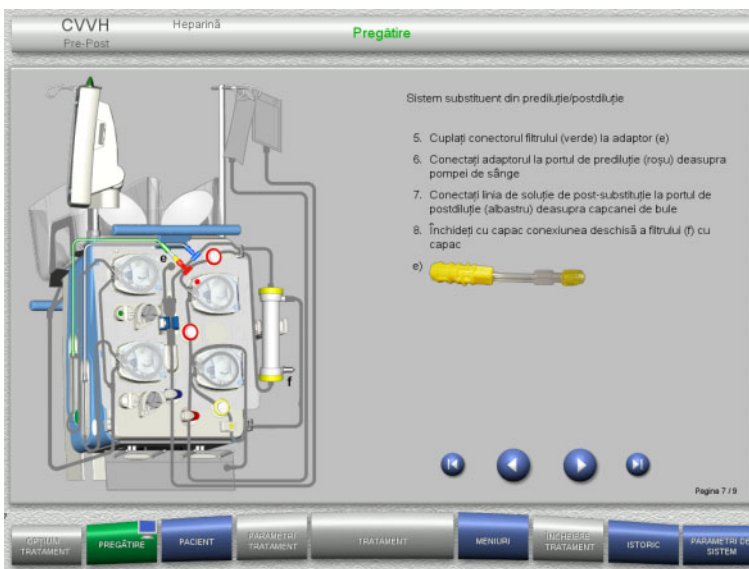 CVVH
Heparină
Pregătire
Pre-Post
Sistem substituent din prediluție/postdiluție
5. Cuplați conectorul filtrului (verde) la adaptor (e)
6. Conectați adaptorul la portul de prediluție (roșu) deasupra
pompei de sânge
7. Conectați linia de soluție de post-substituție la portul de
postdiluție (albastru) deasupra capcanei de bule
8. Închideți cu capac conexiunea deschisă a filtrului (f) cu
capac
e)
e
f
Pagina 7 / 9
OPȚIUNI
TRATAMENT
PREGĂTIRE
PACIENT
PARAMETRI
TRATAMENT
TRATAMENT
MENIURI
ÎNCHEIERE
TRATAMENT
ISTORIC
PARAMETRI DE
SISTEM